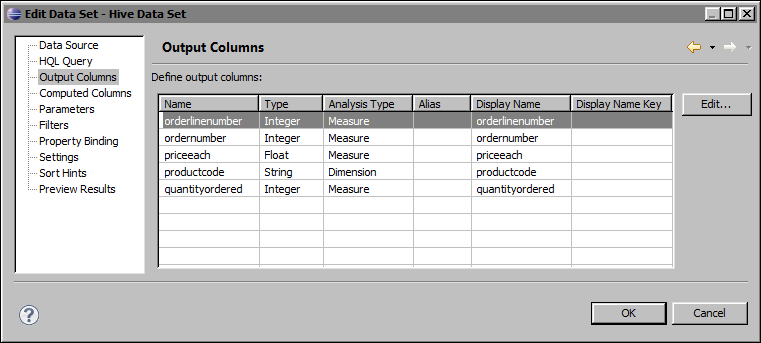 Edit Data Set - Hive Data Set
Data Source
HQL Query
Output Columns
Computed Columns
Parameters
Filters
Property Binding
Settings
Sort Hints
Preview Results
Output Columns
Define output columns:
Name Type Analysis Type Alias Display Name Display Name Key
orderlinenumber Integer Measure orderlinenumber
ordernumber Integer Measure ordernumber
priceeach Float Measure priceeach
productcode String Dimension productcode
quantityordered Integer Measure quantityordered
Edit...
?
OK Cancel